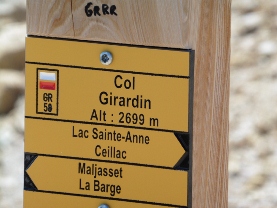 GRRR
Col
Girardin
GR
58
Alt : 2699 m
Lac Sainte-Anne
Ceillac
Maljasset
La Barge